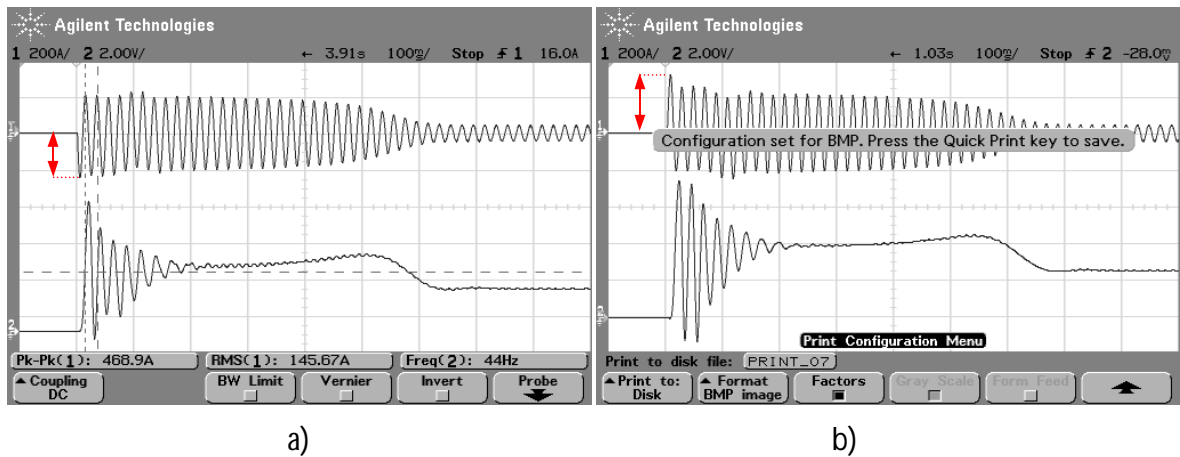 Agilent Technologies
1 200A/ 2 2.00V/ ← 3.91s 100㎳/ Stop 1 16.0A
1
2
Pk-Pk(1): 468.9A RMS(1): 145.67A Freq(2): 44Hz
Coupling DC BW Limit Vernier Invert Probe
a)
Agilent Technologies
1 200A/ 2 2.00V/ ← 1.03s 100㎳/ Stop 2 -28.0㎷
1
Configuration set for BMP. Press the Quick Print key to save.
2
Print Configuration Menu
Print to disk file: PRINT_07
Print to: Disk Format BMP image Factors Gray Scale Form Feed
b)